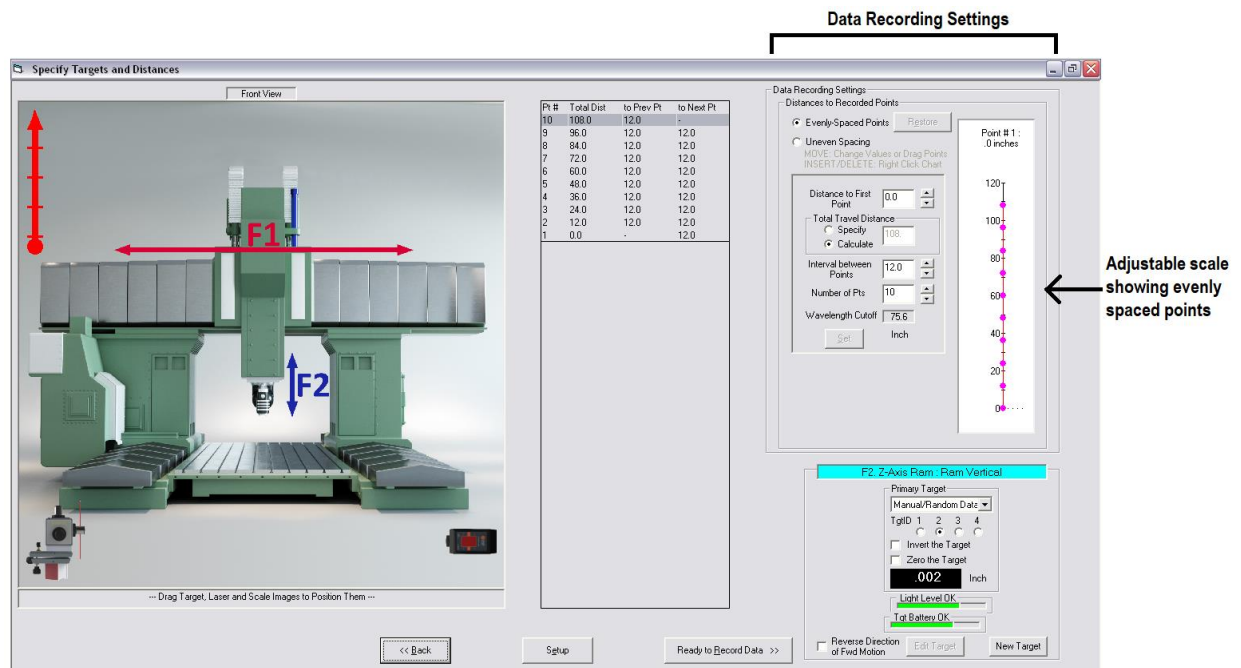 Data Recording Settings
Specify Targets and Distances
Front View
F1
F2
--- Drag Target, Laser and Scale Images to Position Them ---
Pt # Total Dist to Prev Pt to Next Pt
10 108.0 12.0 -
9 96.0 12.0 12.0
8 84.0 12.0 12.0
7 72.0 12.0 12.0
6 60.0 12.0 12.0
5 48.0 12.0 12.0
4 36.0 12.0 12.0
3 24.0 12.0 12.0
2 12.0 12.0 12.0
1 0.0 - 12.0
Data Recording Settings
Distances to Recorded Points
Evenly-Spaced Points Restore
Uneven Spacing
MOVE: Change Values or Drag Points
INSERT/DELETE: Right Click Chart
Distance to First
Point
0.0
Total Travel Distance
Specify
108.
Calculate
Interval between
Points
12.0
Number of Pts 10
Wavelength Cutoff 75.6
Set Inch
Point # 1 :
.0 inches
120
100
80
60
40
20
0
Adjustable scale
showing evenly
spaced points
F2. Z-Axis Ram : Ram Vertical
Primary Target
Manual/Random Data
TgtID 1 2 3 4
Invert the Target
Zero the Target
.002 Inch
Light Level OK
Tgt Battery OK
Reverse Direction
of Fwd Motion
Edit Target New Target
<< Back Setup Ready to Record Data >>